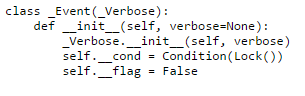 class _Event(_Verbose):
    def __init__(self, verbose=None):
        _Verbose.__init__(self, verbose)
        self.__cond = Condition(Lock())
        self.__flag = False